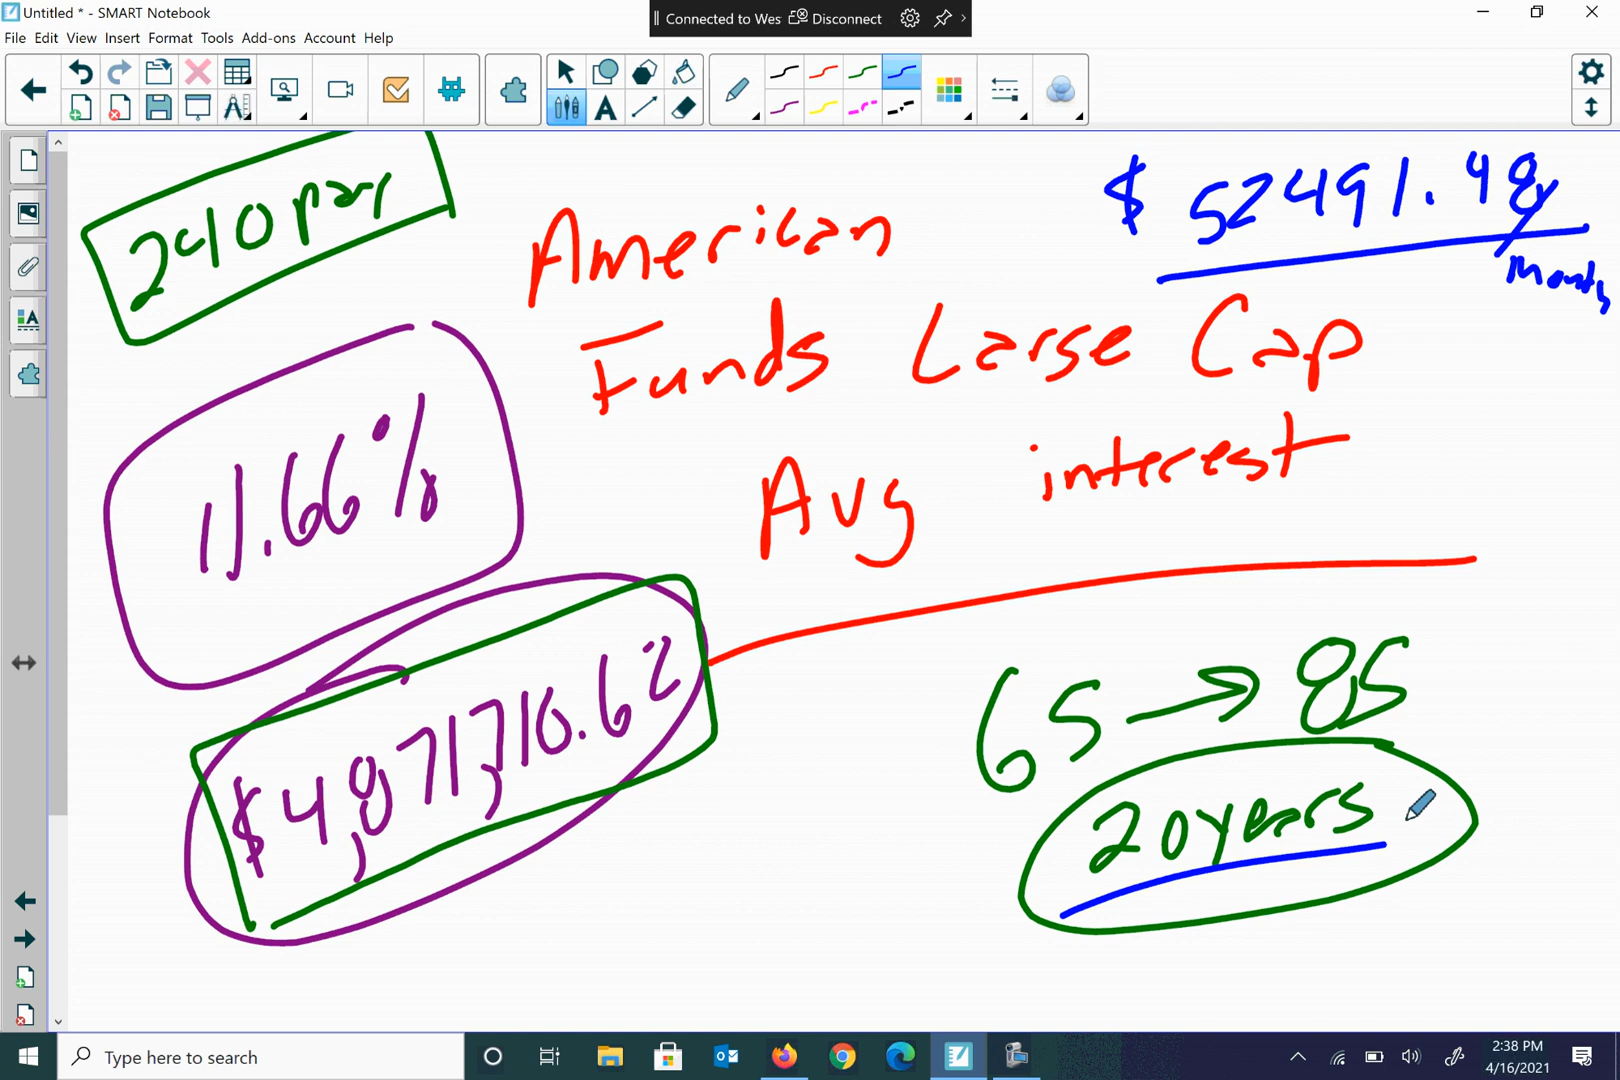 Untitled * - SMART Notebook
Connected to Wes
Disconnect
File Edit View Insert Format Tools Add-ons Account Help
240 pay
$ 52491.48/
month
American
Funds Large Cap
Avg interest
11.66%
$4,871,710.62
65 → 85
20 years
Type here to search
2:38 PM
4/16/2021